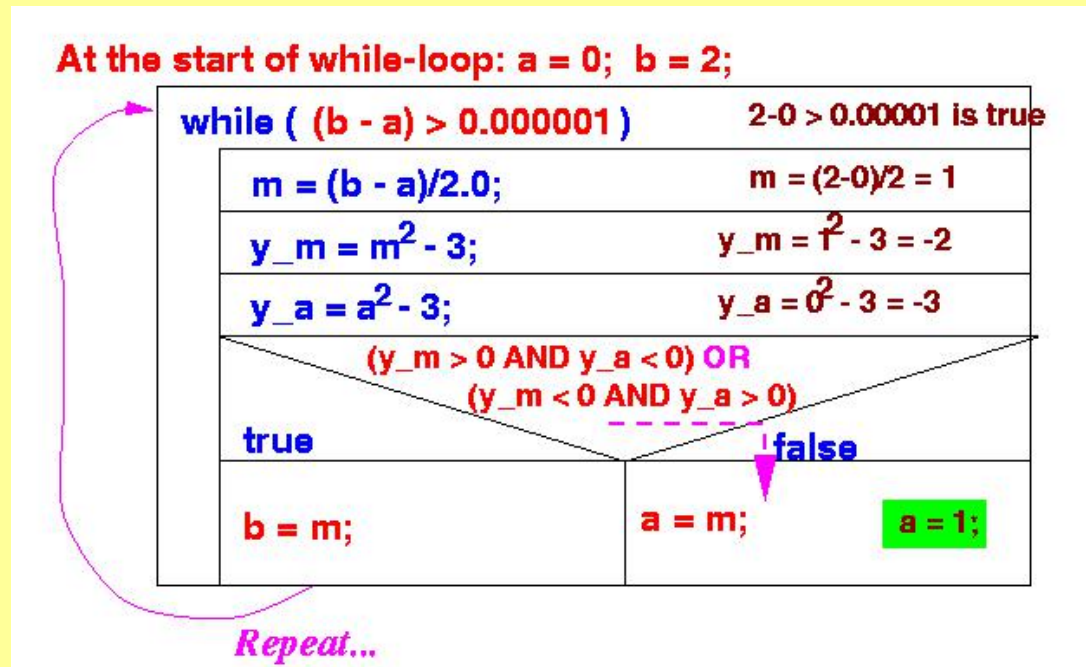 At the start of while-loop: a = 0; b = 2;
while ( (b - a) > 0.000001 ) 2-0 > 0.00001 is true
m = (b - a)/2.0; m = (2-0)/2 = 1
y_m = m² - 3; y_m = 1² - 3 = -2
y_a = a² - 3; y_a = 0² - 3 = -3
(y_m > 0 AND y_a < 0) OR
(y_m < 0 AND y_a > 0)
true false
b = m; a = m; a = 1;
Repeat...